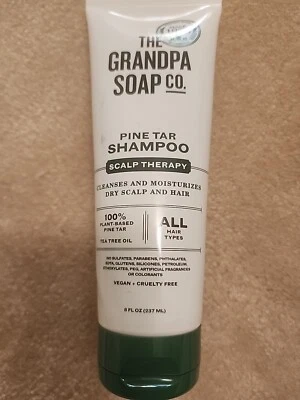 THE
GRANDPA
SOAP CO.
PINE TAR
SHAMPOO
SCALP THERAPY
CLEANSES AND MOISTURIZES
DRY SCALP AND HAIR
100%
PLANT-BASED
PINE TAR
TEA TREE OIL
ALL
HAIR
TYPES
NO SULFATES, PARABENS, PHTHALATES,
EDTA, GLUTENS, SILICONES, PETROLEUM,
ETHOXYLATES, PEG, ARTIFICIAL FRAGRANCES
OR COLORANTS
VEGAN + CRUELTY FREE
8 FL OZ (237 ML)